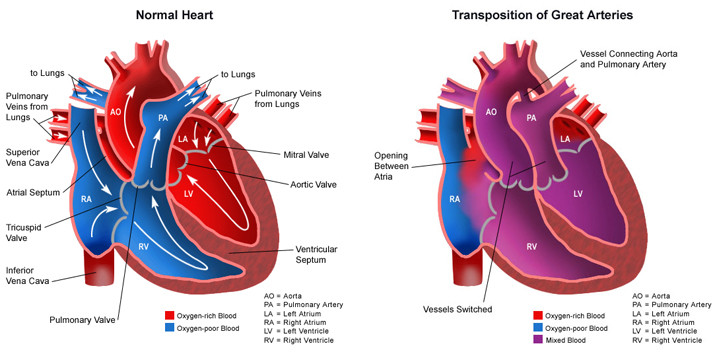 Normal Heart
to Lungs
to Lungs
Pulmonary
Veins from
Lungs
Pulmonary Veins
from Lungs
AO
PA
Superior
Vena Cava
LA
Mitral Valve
Atrial Septum
Aortic Valve
RA
LV
Tricuspid
Valve
RV
Ventricular
Septum
Inferior
Vena Cava
Pulmonary Valve
Oxygen-rich Blood
Oxygen-poor Blood
AO = Aorta
PA = Pulmonary Artery
LA = Left Atrium
RA = Right Atrium
LV = Left Ventricle
RV = Right Ventricle
Transposition of Great Arteries
Vessel Connecting Aorta
and Pulmonary Artery
AO
PA
LA
Opening
Between
Atria
RA
LV
RV
Vessels Switched
Oxygen-rich Blood
Oxygen-poor Blood
Mixed Blood
AO = Aorta
PA = Pulmonary Artery
LA = Left Atrium
RA = Right Atrium
LV = Left Ventricle
RV = Right Ventricle